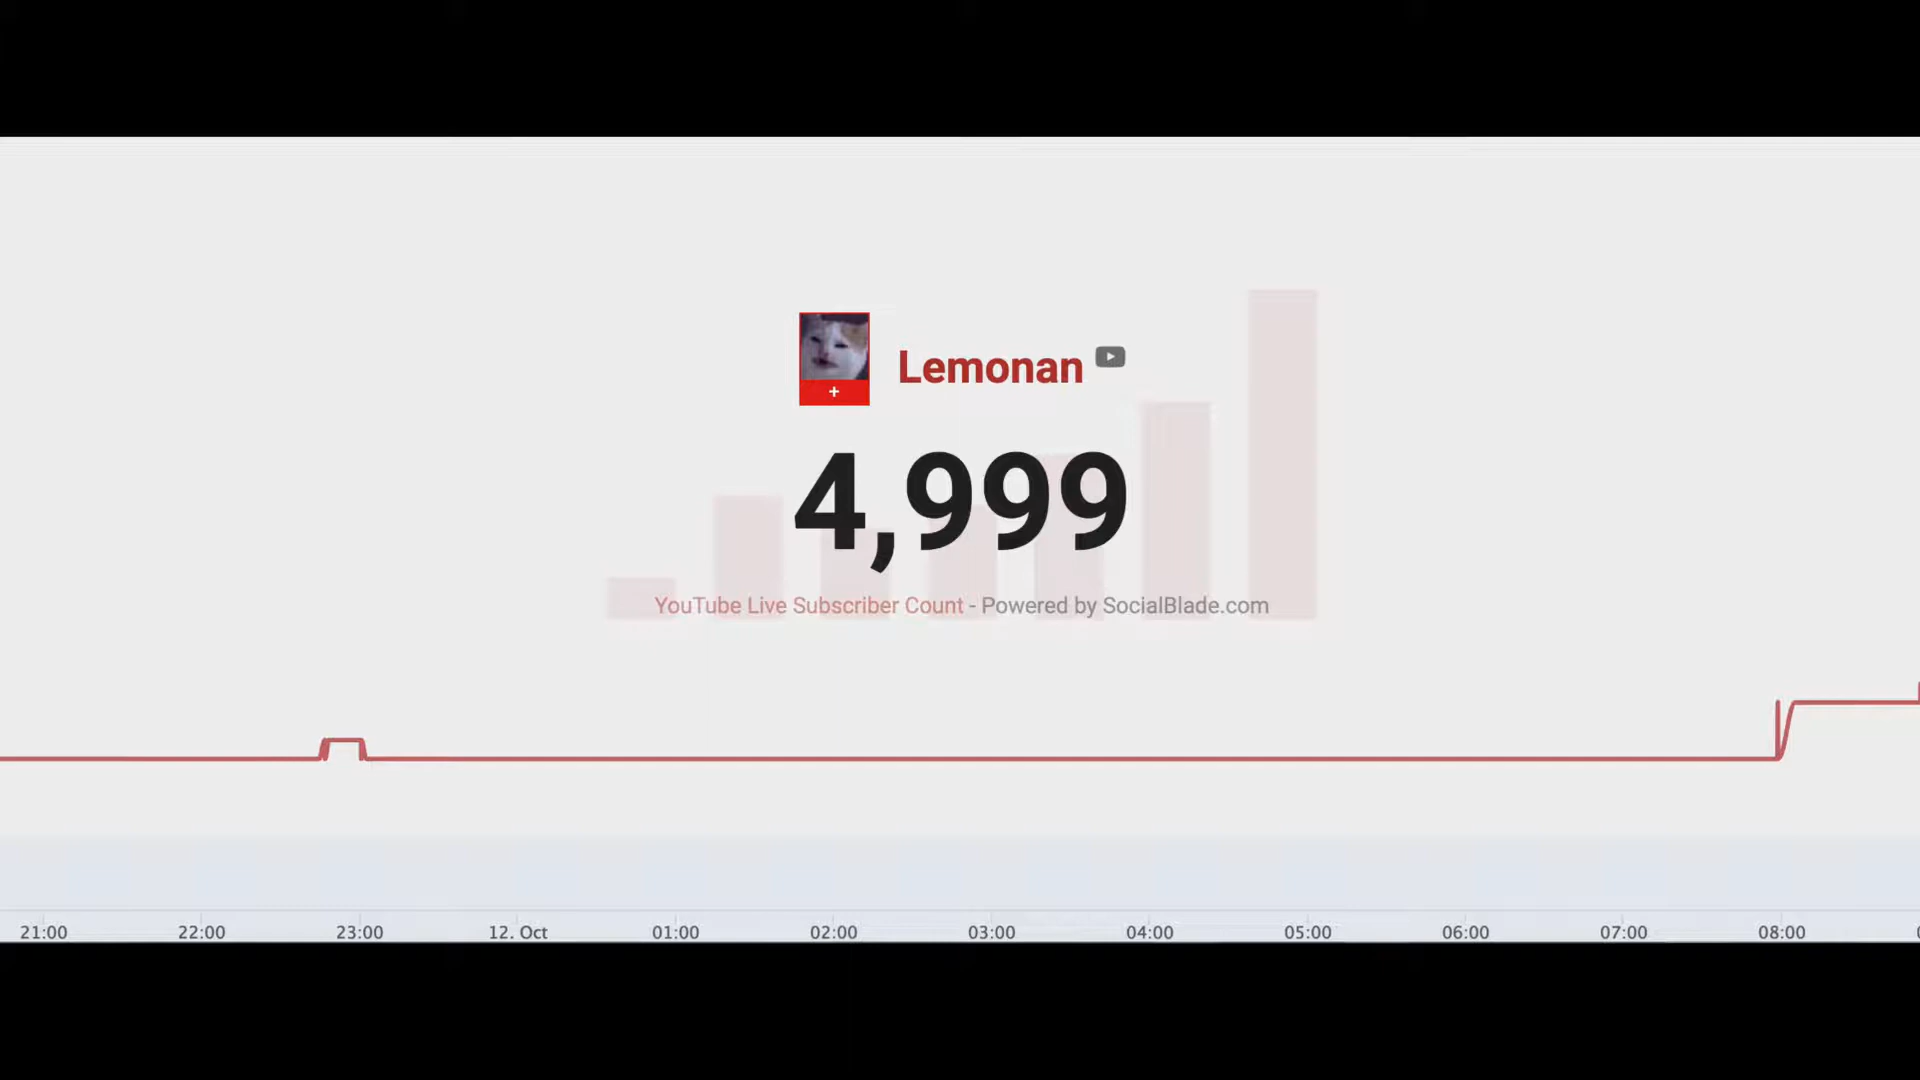 +
Lemonan
4,999
YouTube Live Subscriber Count - Powered by SocialBlade.com
21:00 22:00 23:00 12. Oct 01:00 02:00 03:00 04:00 05:00 06:00 07:00 08:00